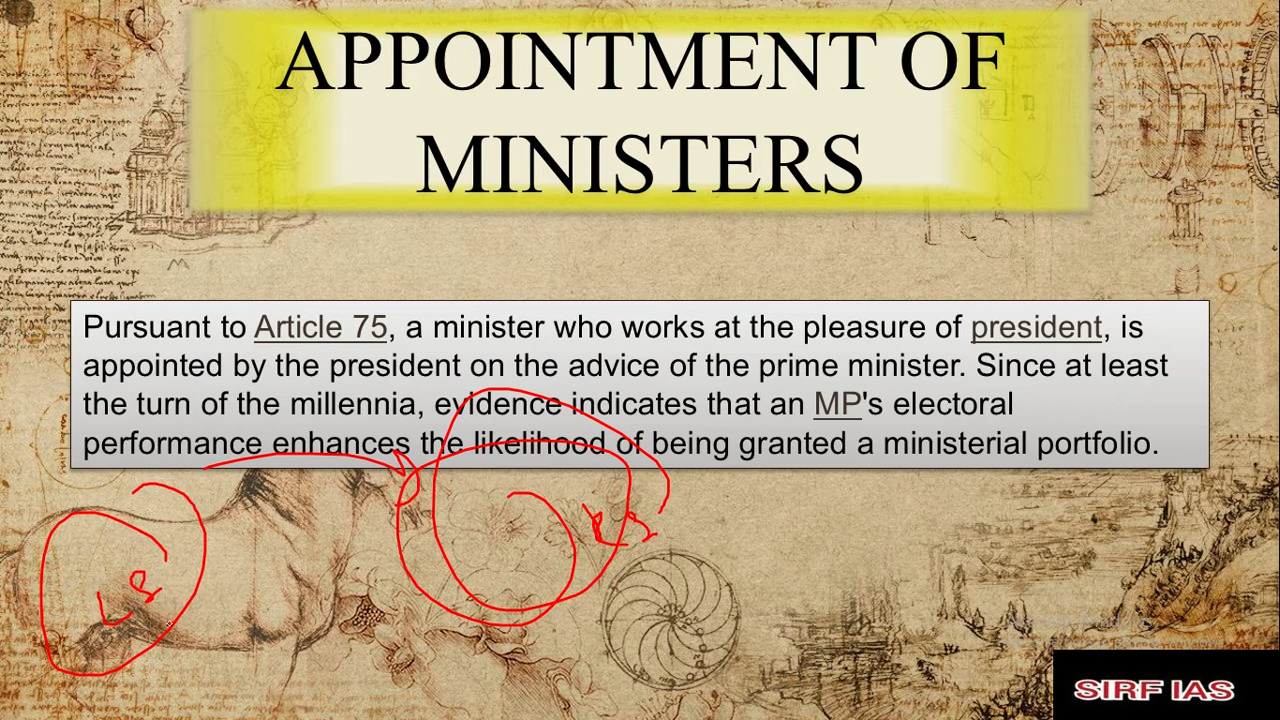 APPOINTMENT OF
MINISTERS
Pursuant to Article 75, a minister who works at the pleasure of president, is
appointed by the president on the advice of the prime minister. Since at least
the turn of the millennia, evidence indicates that an MP's electoral
performance enhances the likelihood of being granted a ministerial portfolio.
LS
RS
SIRF IAS